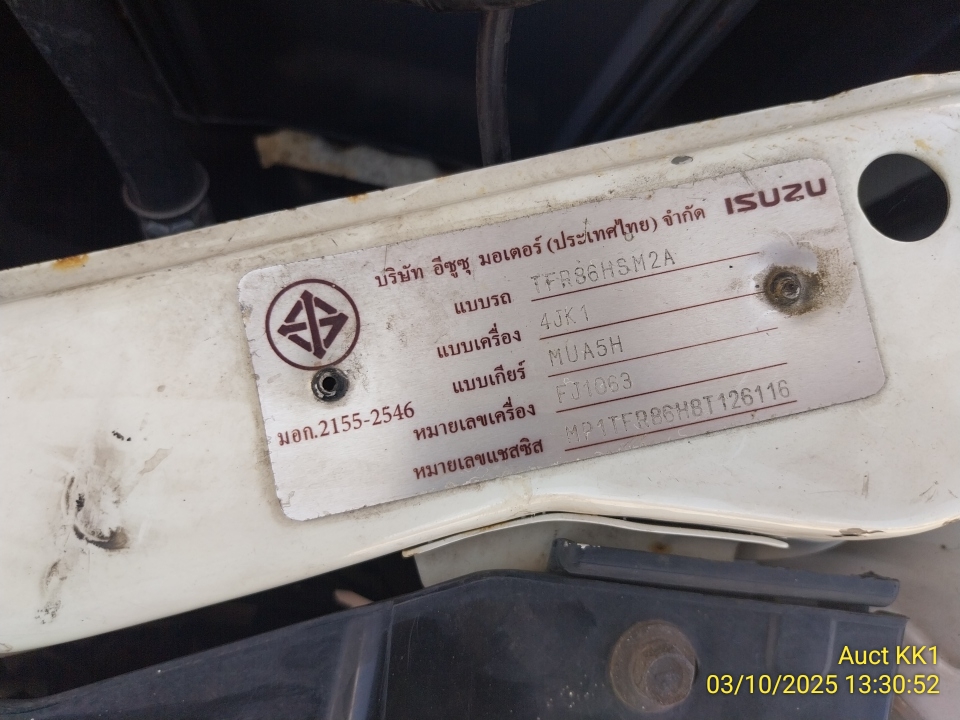 ISUZU
บริษัท อีซูซุ มอเตอร์ (ประเทศไทย) จำกัด
แบบรถ TFR86HSM2A
แบบเครื่อง 4JK1
แบบเกียร์ MUA5H
หมายเลขเครื่อง FJ1063
หมายเลขแชสซิส MP1TFR86H8T126116
มอก.2155-2546
Auct KK1
03/10/2025 13:30:52